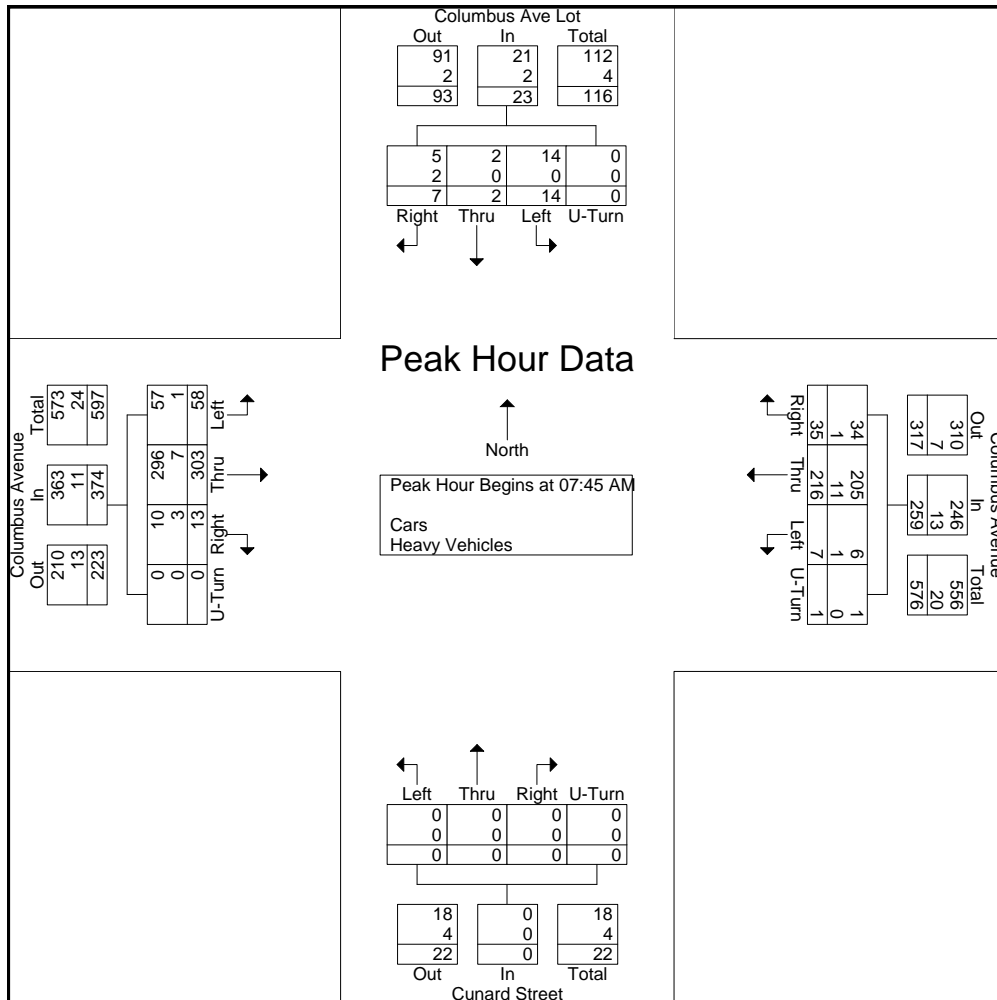 Columbus Ave Lot
Out In Total
91 21 112
2 2 4
93 23 116
5 2 14 0
2 0 0 0
7 2 14 0
Right Thru Left U-Turn
Peak Hour Data
North
Peak Hour Begins at 07:45 AM
Cars
Heavy Vehicles
Columbus Avenue
Out In Total
210 363 573
13 11 24
223 374 597
57 296 10 0
1 7 3 0
58 303 13 0
Left Thru Right U-Turn
Columbus Avenue
Out In Total
310 246 556
7 13 20
317 259 576
34 205 6 1
1 11 1 0
35 216 7 1
Right Thru Left U-Turn
Left Thru Right U-Turn
0 0 0 0
0 0 0 0
0 0 0 0
18 0 18
4 0 4
22 0 22
Out In Total
Cunard Street